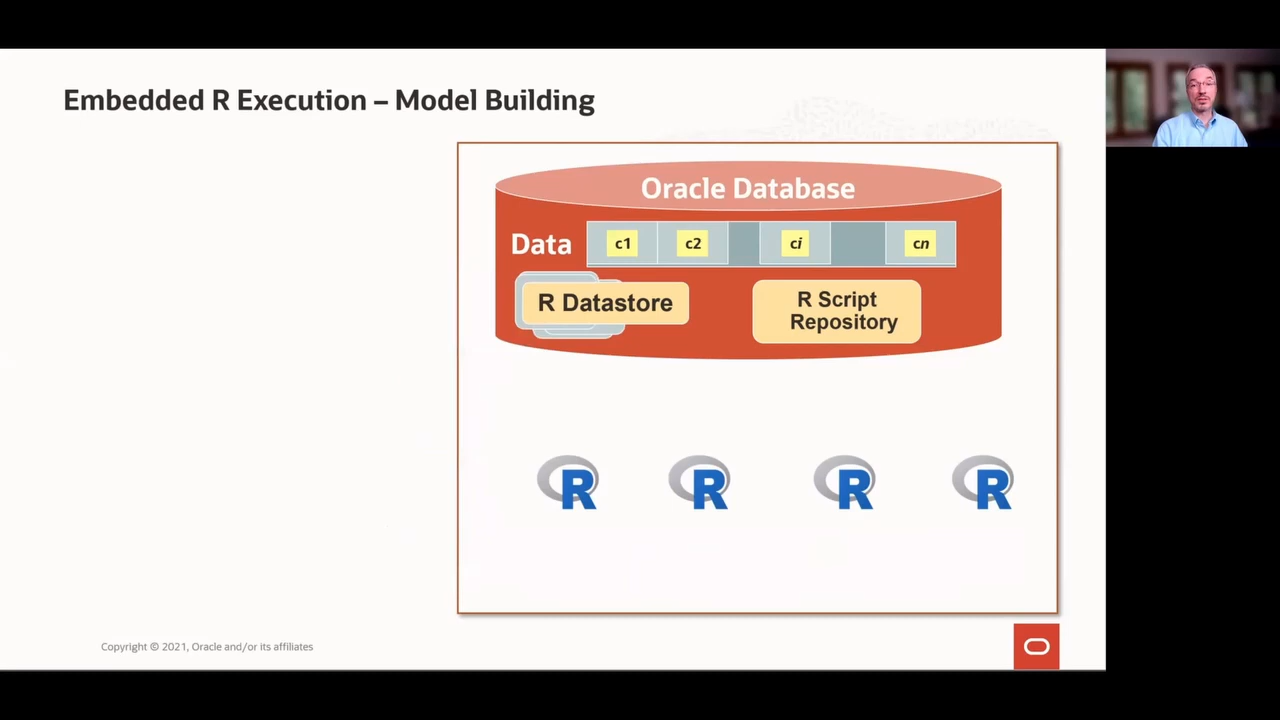 Embedded R Execution – Model Building
Oracle Database
Data
c1
c2
ci
cn
R Datastore
R Script
Repository
R
R
R
R
Copyright © 2021, Oracle and/or its affiliates